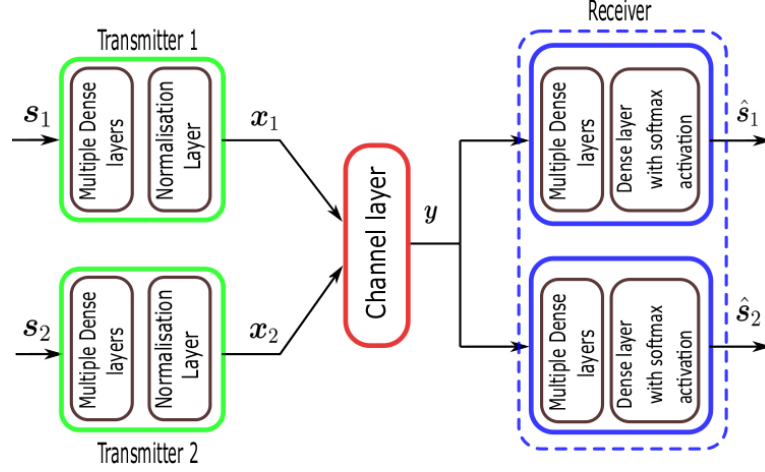 Transmitter 1
Receiver
s₁
Multiple Dense
layers
Normalisation
Layer
x₁
Multiple Dense
layers
Dense layer
with softmax
activation
ŝ₁
Channel layer
y
s₂
Multiple Dense
layers
Normalisation
Layer
x₂
Multiple Dense
layers
Dense layer
with softmax
activation
ŝ₂
Transmitter 2